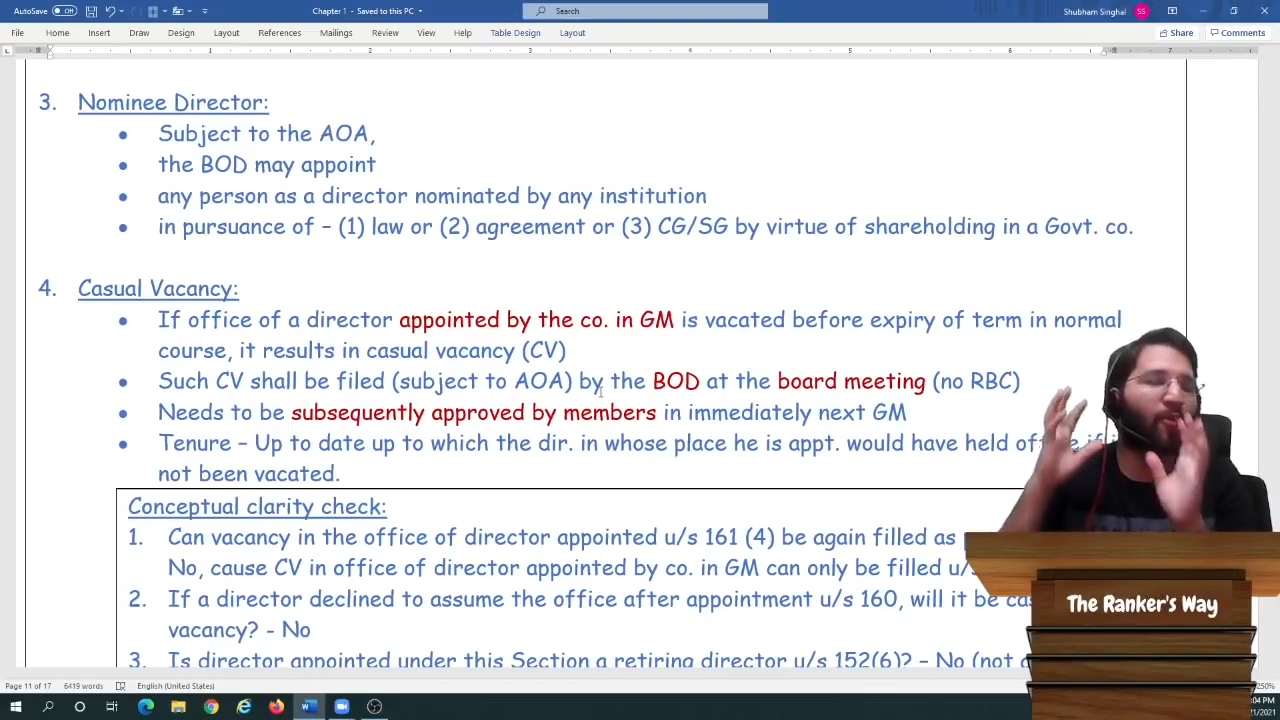 AutoSave Off Chapter 1 - Saved to this PC Search Shubham Singhal SS
File Home Insert Draw Design Layout References Mailings Review View Help Table Design Layout Share Comments
1 2 3 4 5 6 7
3. Nominee Director:
• Subject to the AOA,
• the BOD may appoint
• any person as a director nominated by any institution
• in pursuance of – (1) law or (2) agreement or (3) CG/SG by virtue of shareholding in a Govt. co.
4. Casual Vacancy:
• If office of a director appointed by the co. in GM is vacated before expiry of term in normal
course, it results in casual vacancy (CV)
• Such CV shall be filed (subject to AOA) by the BOD at the board meeting (no RBC)
• Needs to be subsequently approved by members in immediately next GM
• Tenure – Up to date up to which the dir. in whose place he is appt. would have held
not been vacated.
Conceptual clarity check:
1. Can vacancy in the office of director appointed u/s 161 (4) be again filled as
No, cause CV in office of director appointed by co. in GM can only be filled
2. If a director declined to assume the office after appointment u/s 160, will it be
vacancy? - No
3. Is director appointed under this Section a retiring director u/s 152(6)? – No (not
The Ranker's Way
Page 11 of 17 6419 words English (United States) 250%